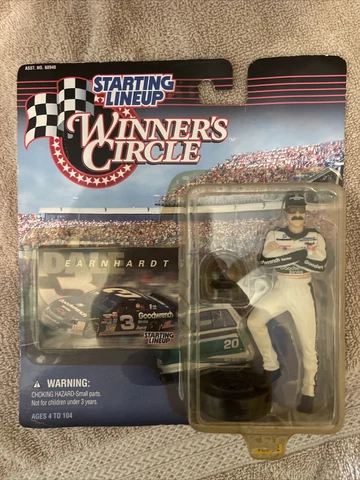 ASST. NO. 68940
STARTING
LINEUP
WINNER'S
CIRCLE
EARNHARDT
Goodwrench
3
STARTING
LINEUP
20
WARNING:
CHOKING HAZARD-Small parts.
Not for children under 3 years.
AGES 4 TO 104